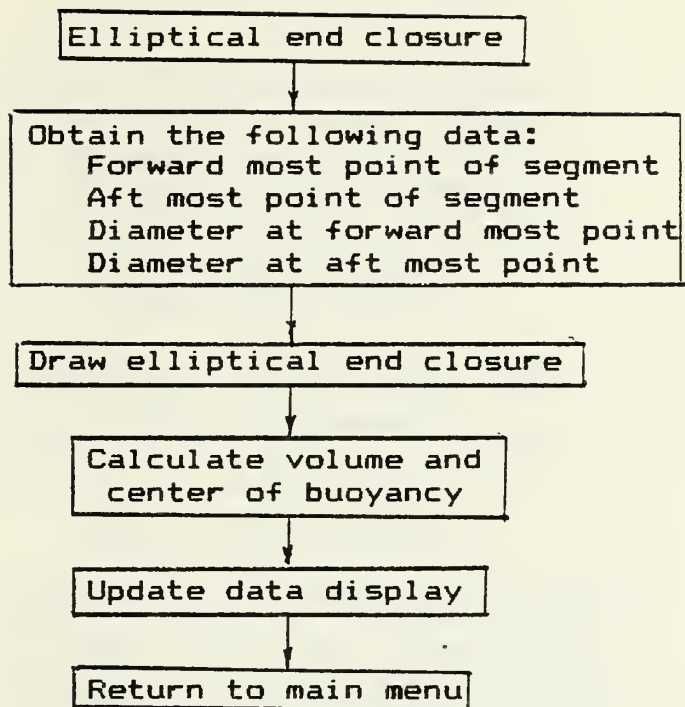 Elliptical end closure
Obtain the following data:
Forward most point of segment
Aft most point of segment
Diameter at forward most point
Diameter at aft most point
Draw elliptical end closure
Calculate volume and
center of buoyancy
Update data display
Return to main menu